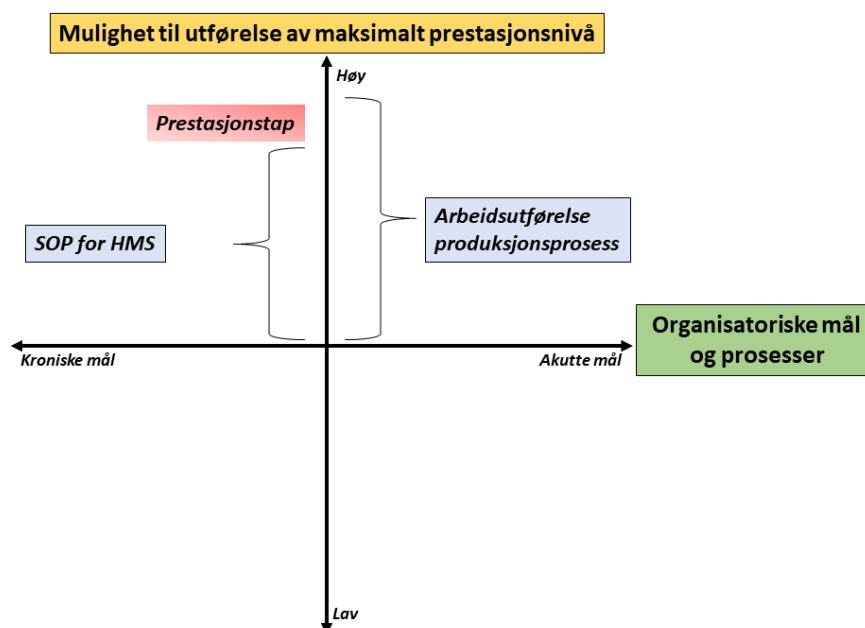 Mulighet til utførelse av maksimalt prestasjonsnivå
Høy
Prestasjonstap
SOP for HMS
Arbeidsutførelse
produksjonsprosess
Organisatoriske mål
og prosesser
Kroniske mål
Akutte mål
Lav